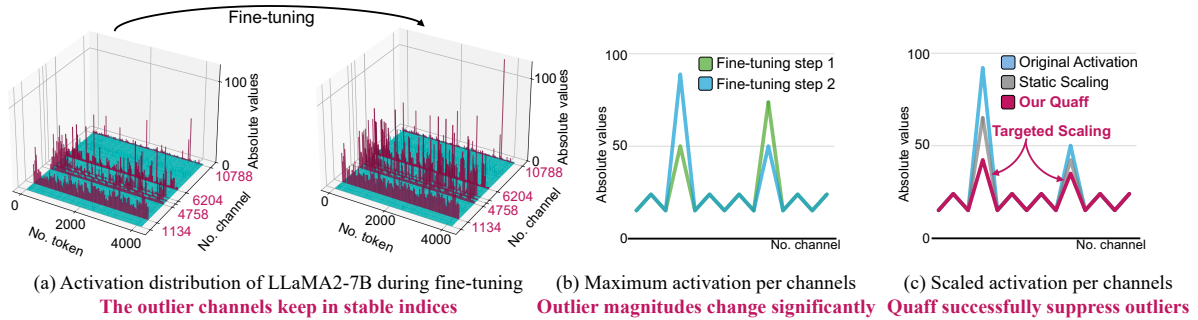 Fine-tuning
100
0
Absolute values
0
2000
4000
No. token
1134
4758
6204
10788
No. channel
100
0
Absolute values
0
2000
4000
No. token
1134
4758
6204
10788
No. channel
(a) Activation distribution of LLaMA2-7B during fine-tuning
The outlier channels keep in stable indices
100
50
0
Absolute values
Fine-tuning step 1
Fine-tuning step 2
No. channel
(b) Maximum activation per channels
Outlier magnitudes change significantly
100
50
0
Absolute values
Original Activation
Static Scaling
Our Quaff
Targeted Scaling
No. channel
(c) Scaled activation per channels
Quaff successfully suppress outliers